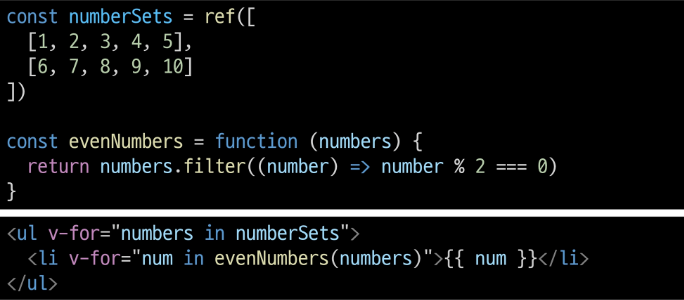 const numberSets = ref([
  [1, 2, 3, 4, 5],
  [6, 7, 8, 9, 10]
])

const evenNumbers = function (numbers) {
  return numbers.filter((number) => number % 2 === 0)
}
<ul v-for="numbers in numberSets">
  <li v-for="num in evenNumbers(numbers)">{{ num }}</li>
</ul>